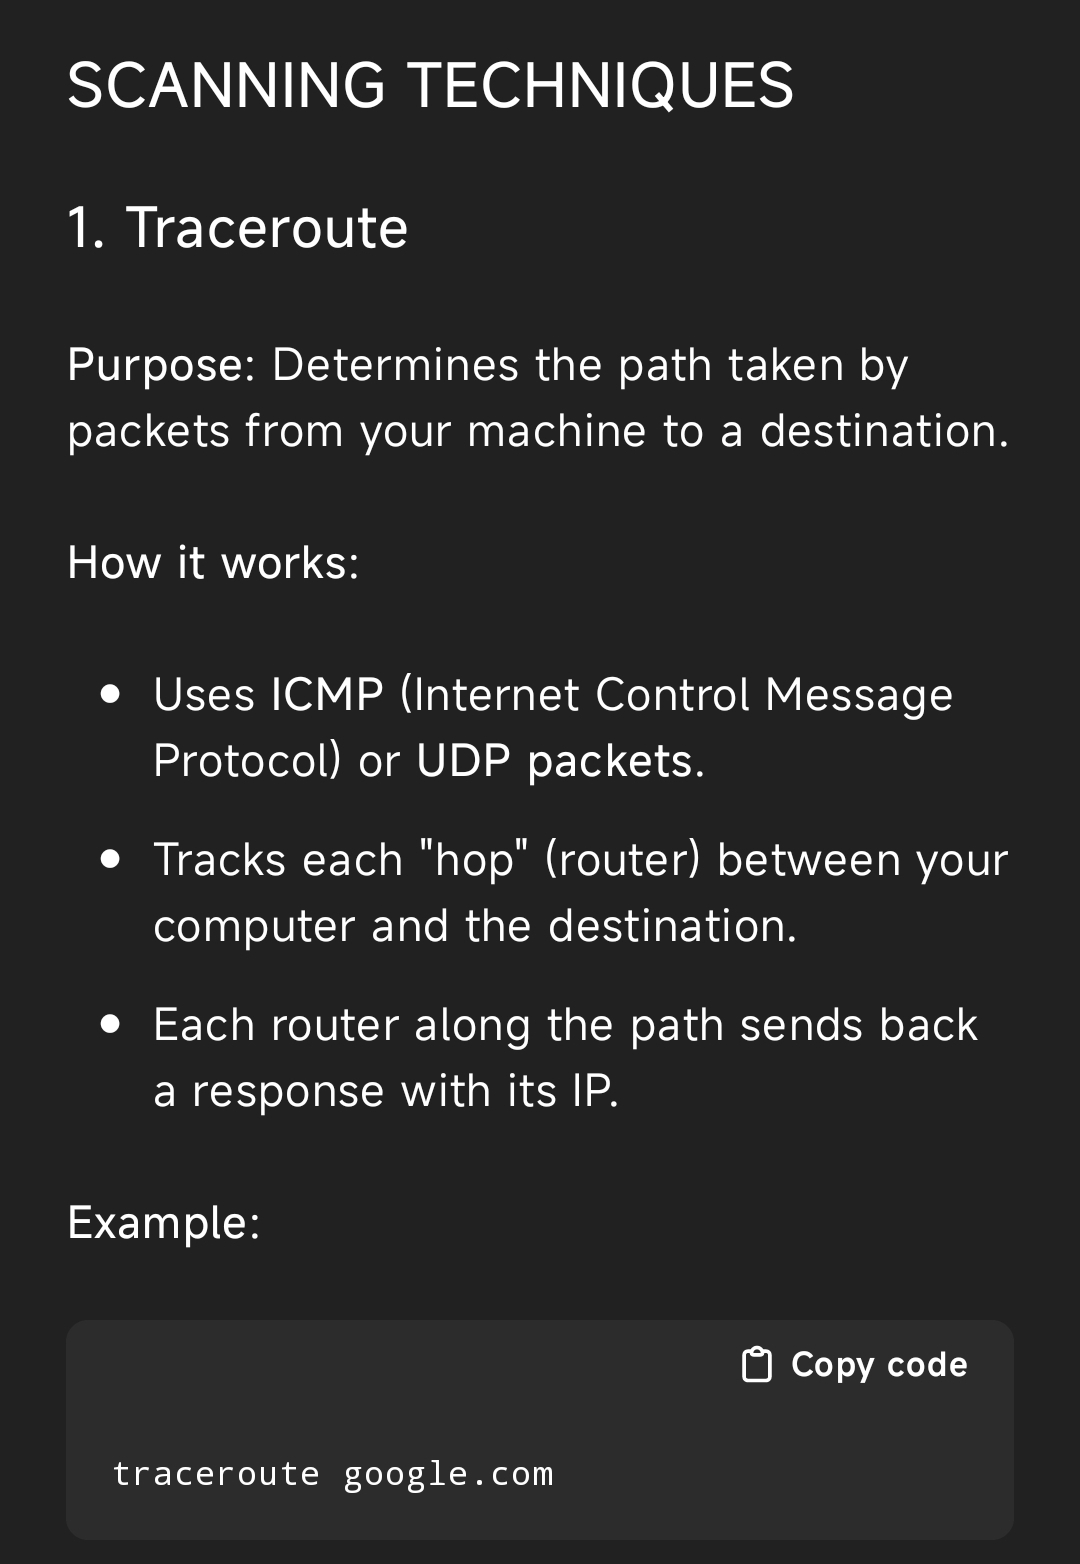 SCANNING TECHNIQUES
1. Traceroute
Purpose: Determines the path taken by
packets from your machine to a destination.
How it works:
• Uses ICMP (Internet Control Message
Protocol) or UDP packets.
• Tracks each "hop" (router) between your
computer and the destination.
• Each router along the path sends back
a response with its IP.
Example:
Copy code
traceroute google.com